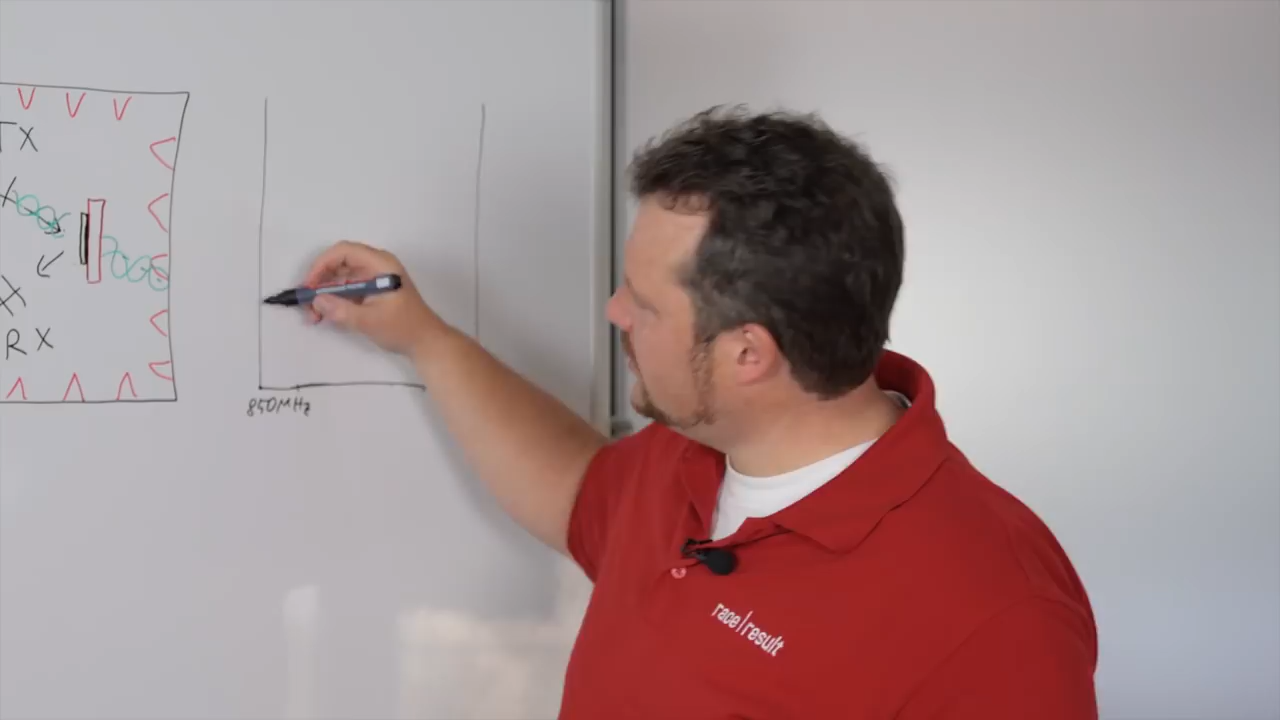 TX
X
X
RX
850MHz
race|result